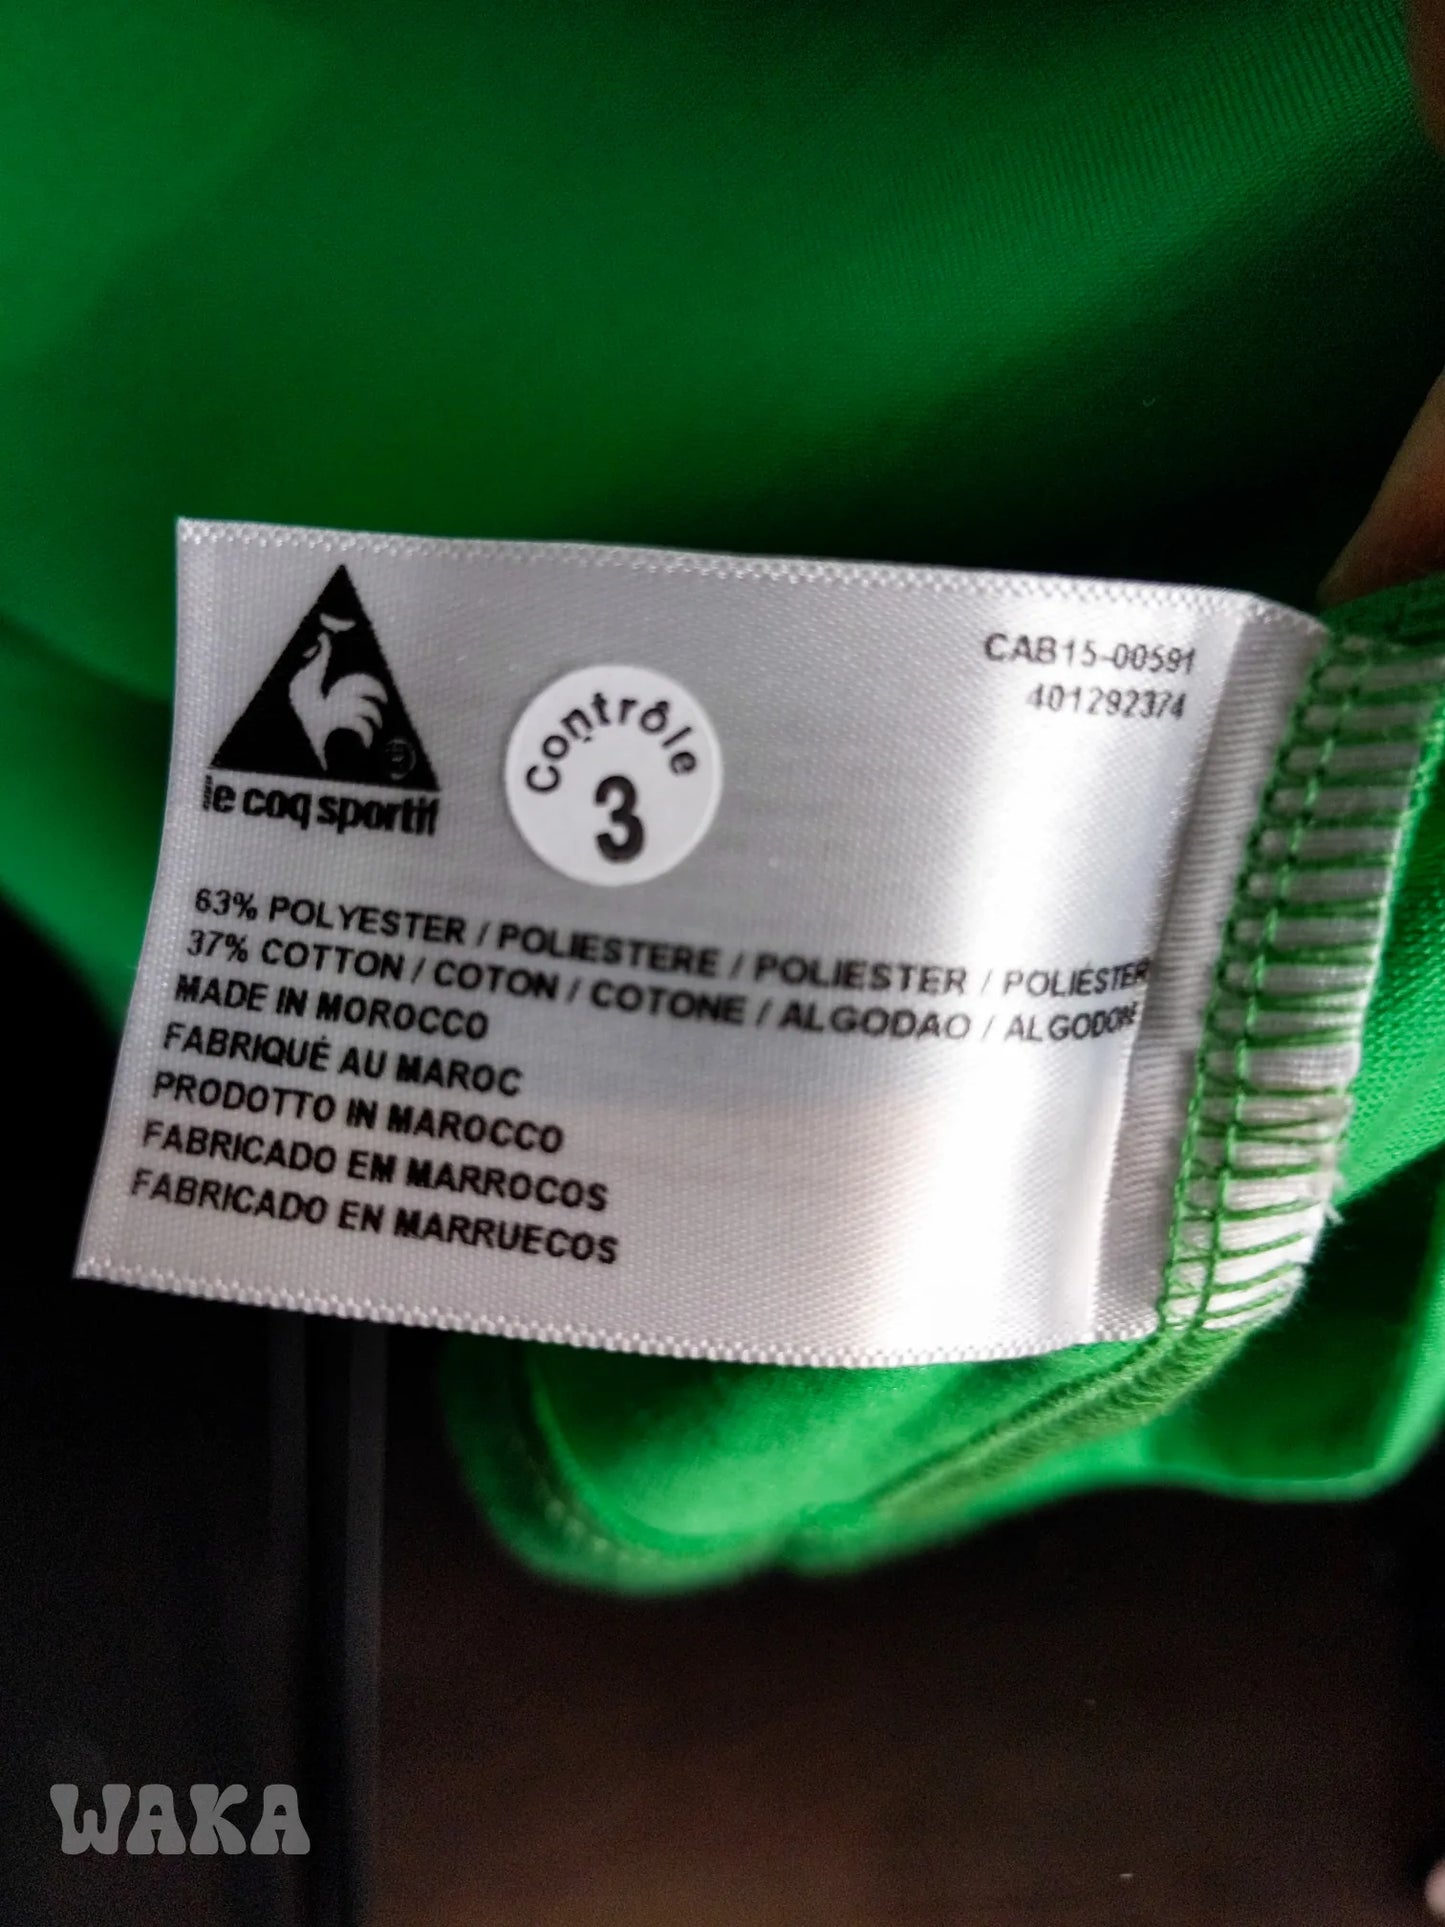 le coq sportif
Contrôle
3
CAB15-00591
401292374
63% POLYESTER / POLIESTERE / POLIESTER / POLIÉSTER
37% COTTON / COTON / COTONE / ALGODAO / ALGODON
MADE IN MOROCCO
FABRIQUÉ AU MAROC
PRODOTTO IN MAROCCO
FABRICADO EM MARROCOS
FABRICADO EN MARRUECOS
WAKA